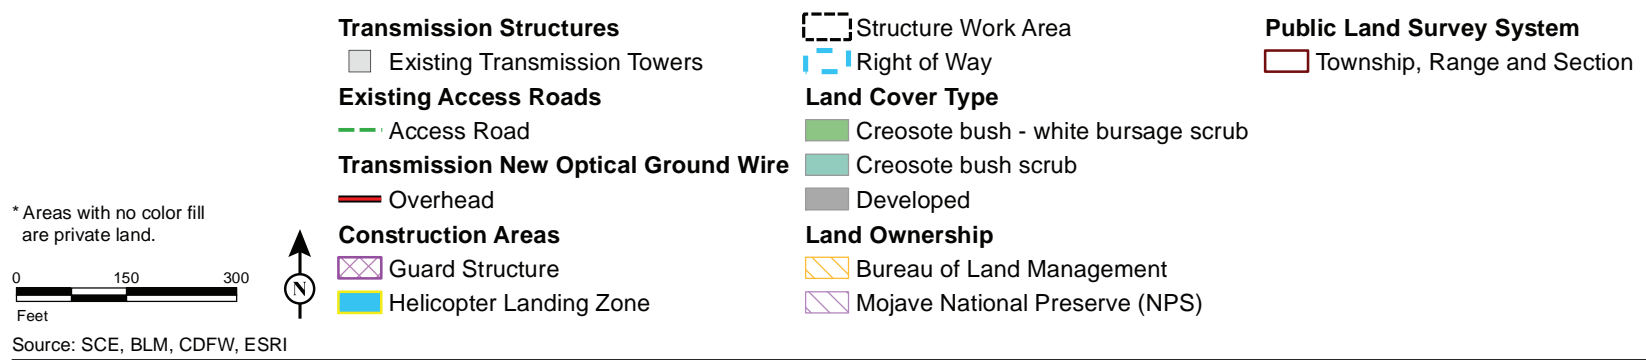 Transmission Structures
Existing Transmission Towers
Existing Access Roads
Access Road
Transmission New Optical Ground Wire
Overhead
Construction Areas
Guard Structure
Helicopter Landing Zone
Structure Work Area
Right of Way
Land Cover Type
Creosote bush - white bursage scrub
Creosote bush scrub
Developed
Land Ownership
Bureau of Land Management
Mojave National Preserve (NPS)
Public Land Survey System
Township, Range and Section
* Areas with no color fill
are private land.
0 150 300
Feet
N
Source: SCE, BLM, CDFW, ESRI